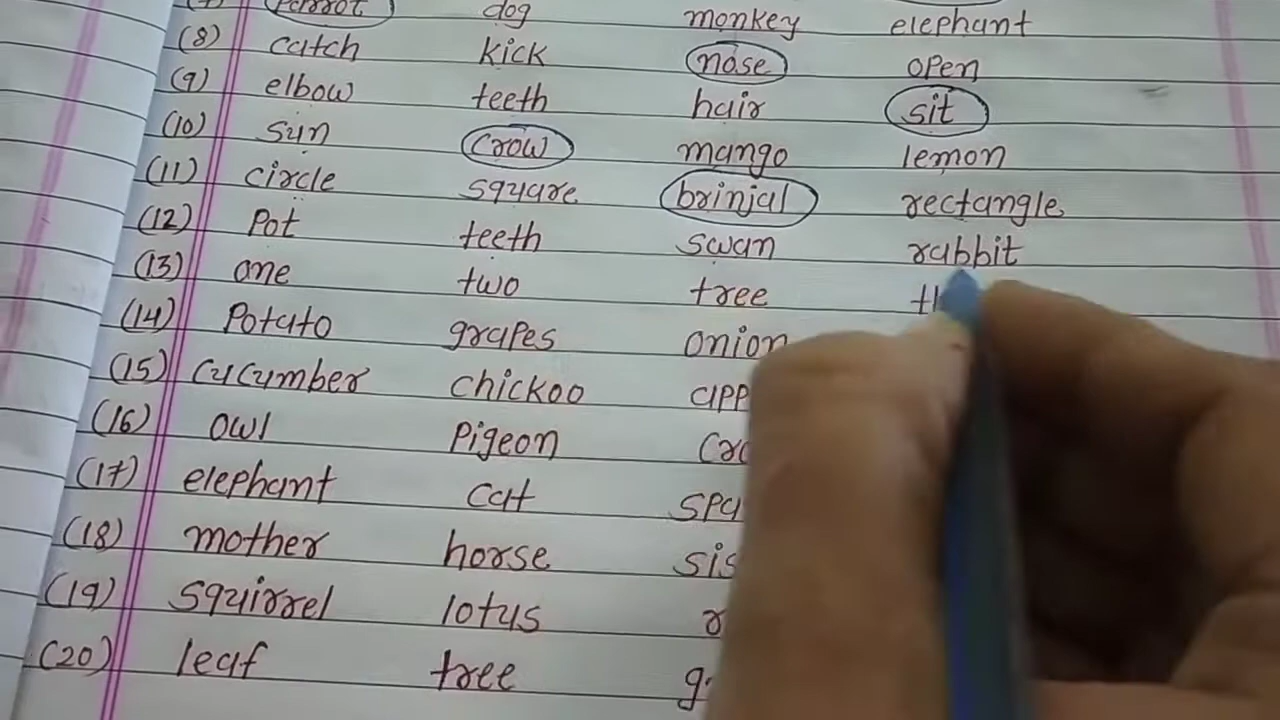 (7) parrot dog monkey elephant
(8) catch kick nose open
(9) elbow teeth hair sit
(10) sun crow mango lemon
(11) circle square brinjal rectangle
(12) Pot teeth swan rabbit
(13) one two tree
(14) Potato grapes onion
(15) cucumber chickoo
(16) owl Pigeon
(17) elephant cat
(18) mother horse
(19) squirrel lotus
(20) leaf tree